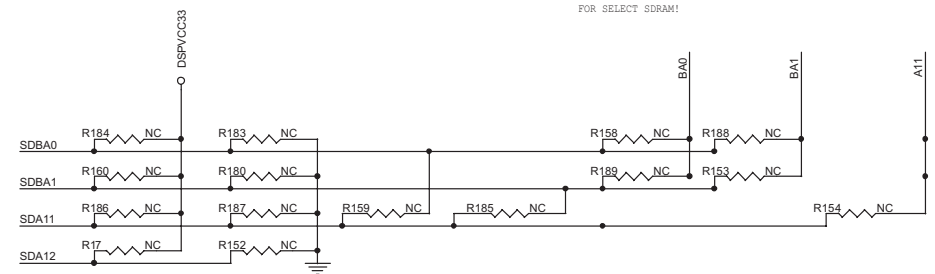 FOR SELECT SDRAM!
DSPVCC33
BA0
BA1
A11
R184 NC R183 NC R158 NC R188 NC
SDBA0
R160 NC R180 NC R189 NC R153 NC
SDBA1
R186 NC R187 NC R159 NC R185 NC R154 NC
SDA11
R17 NC R152 NC
SDA12